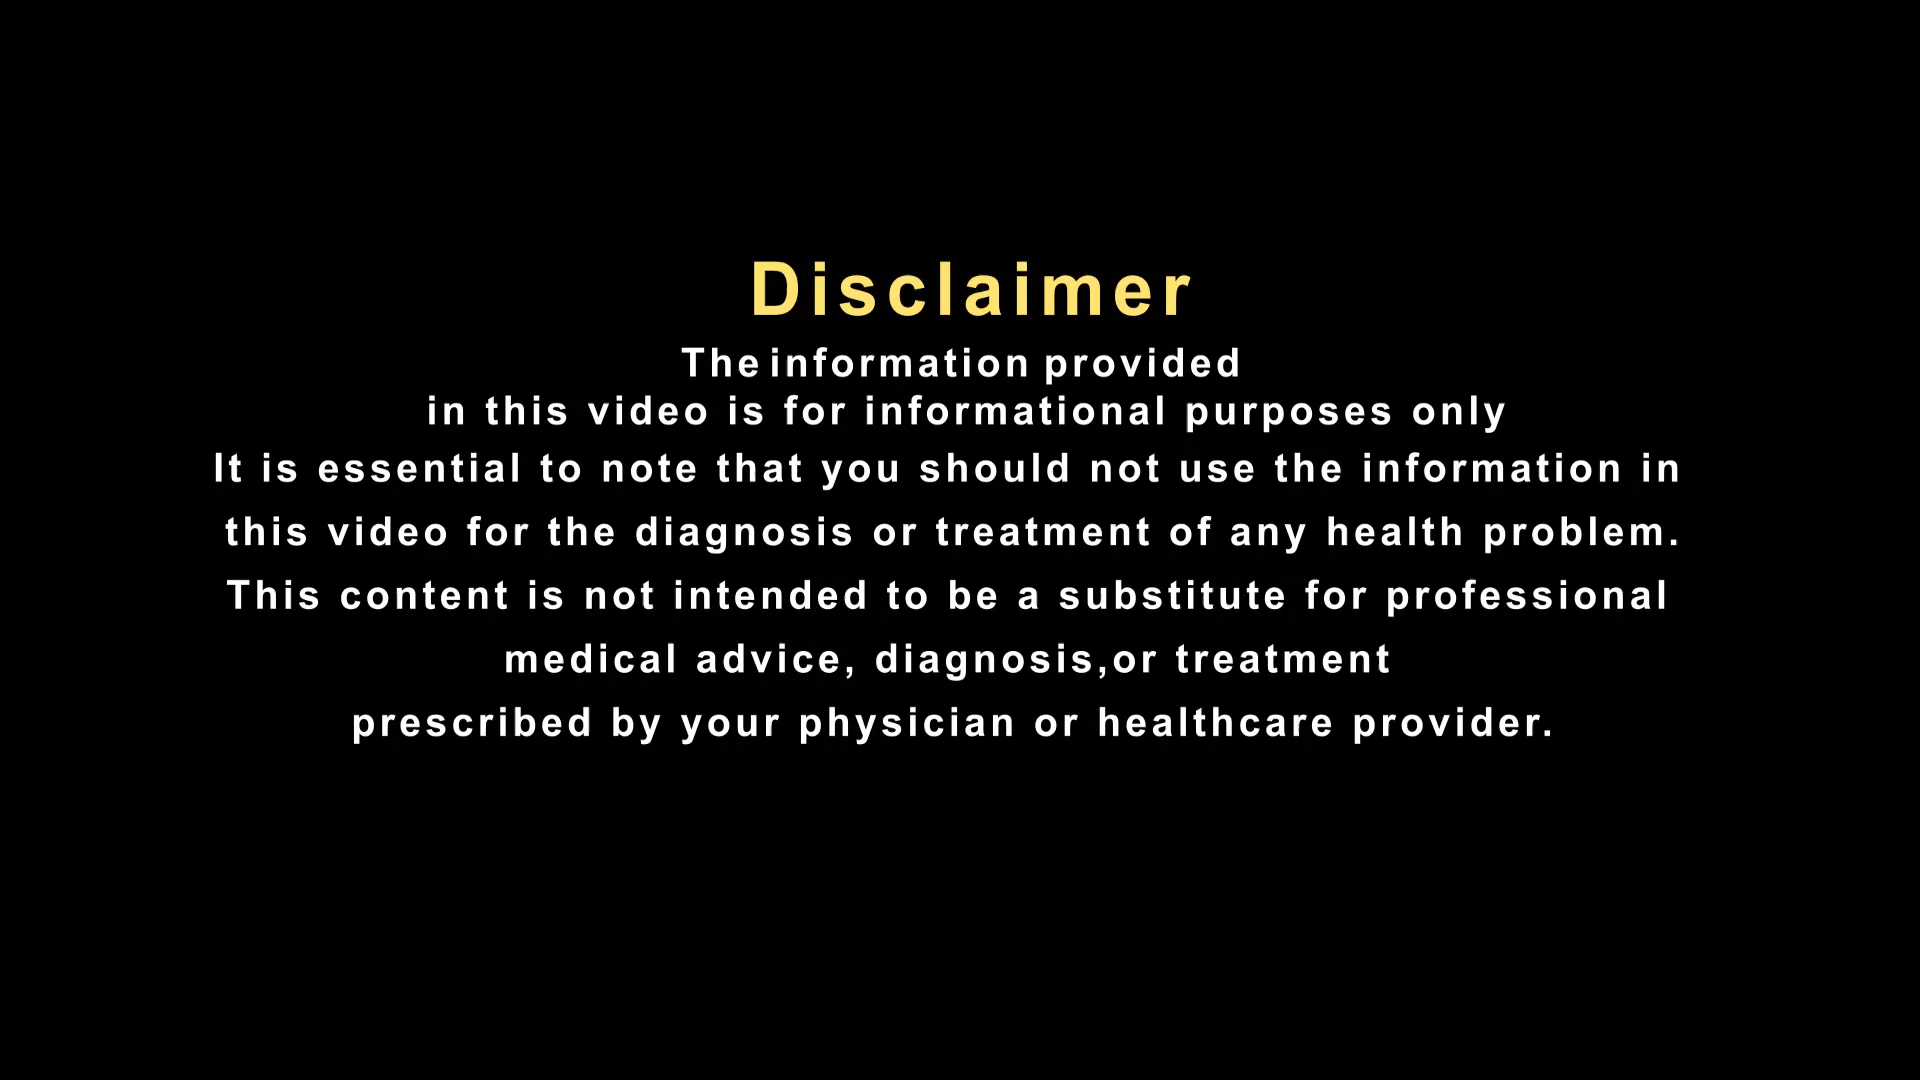 Disclaimer
The information provided
in this video is for informational purposes only
It is essential to note that you should not use the information in
this video for the diagnosis or treatment of any health problem.
This content is not intended to be a substitute for professional
medical advice, diagnosis,or treatment
prescribed by your physician or healthcare provider.